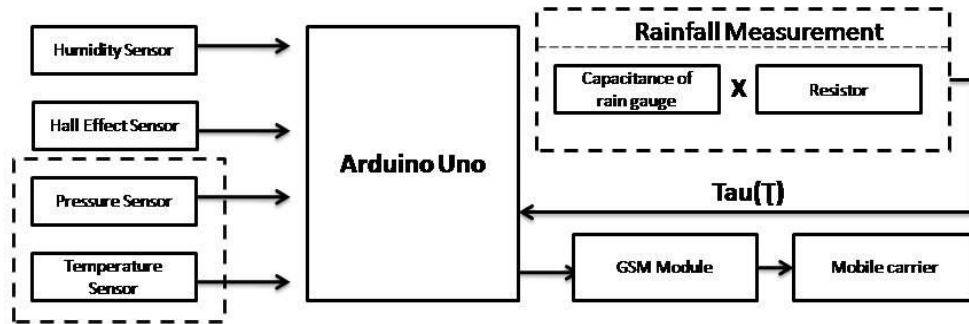 Humidity Sensor
Hall Effect Sensor
Pressure Sensor
Temperature
Sensor
Arduino Uno
Rainfall Measurement
Capacitance of
rain gauge
X
Resistor
Tau(Ţ)
GSM Module
Mobile carrier